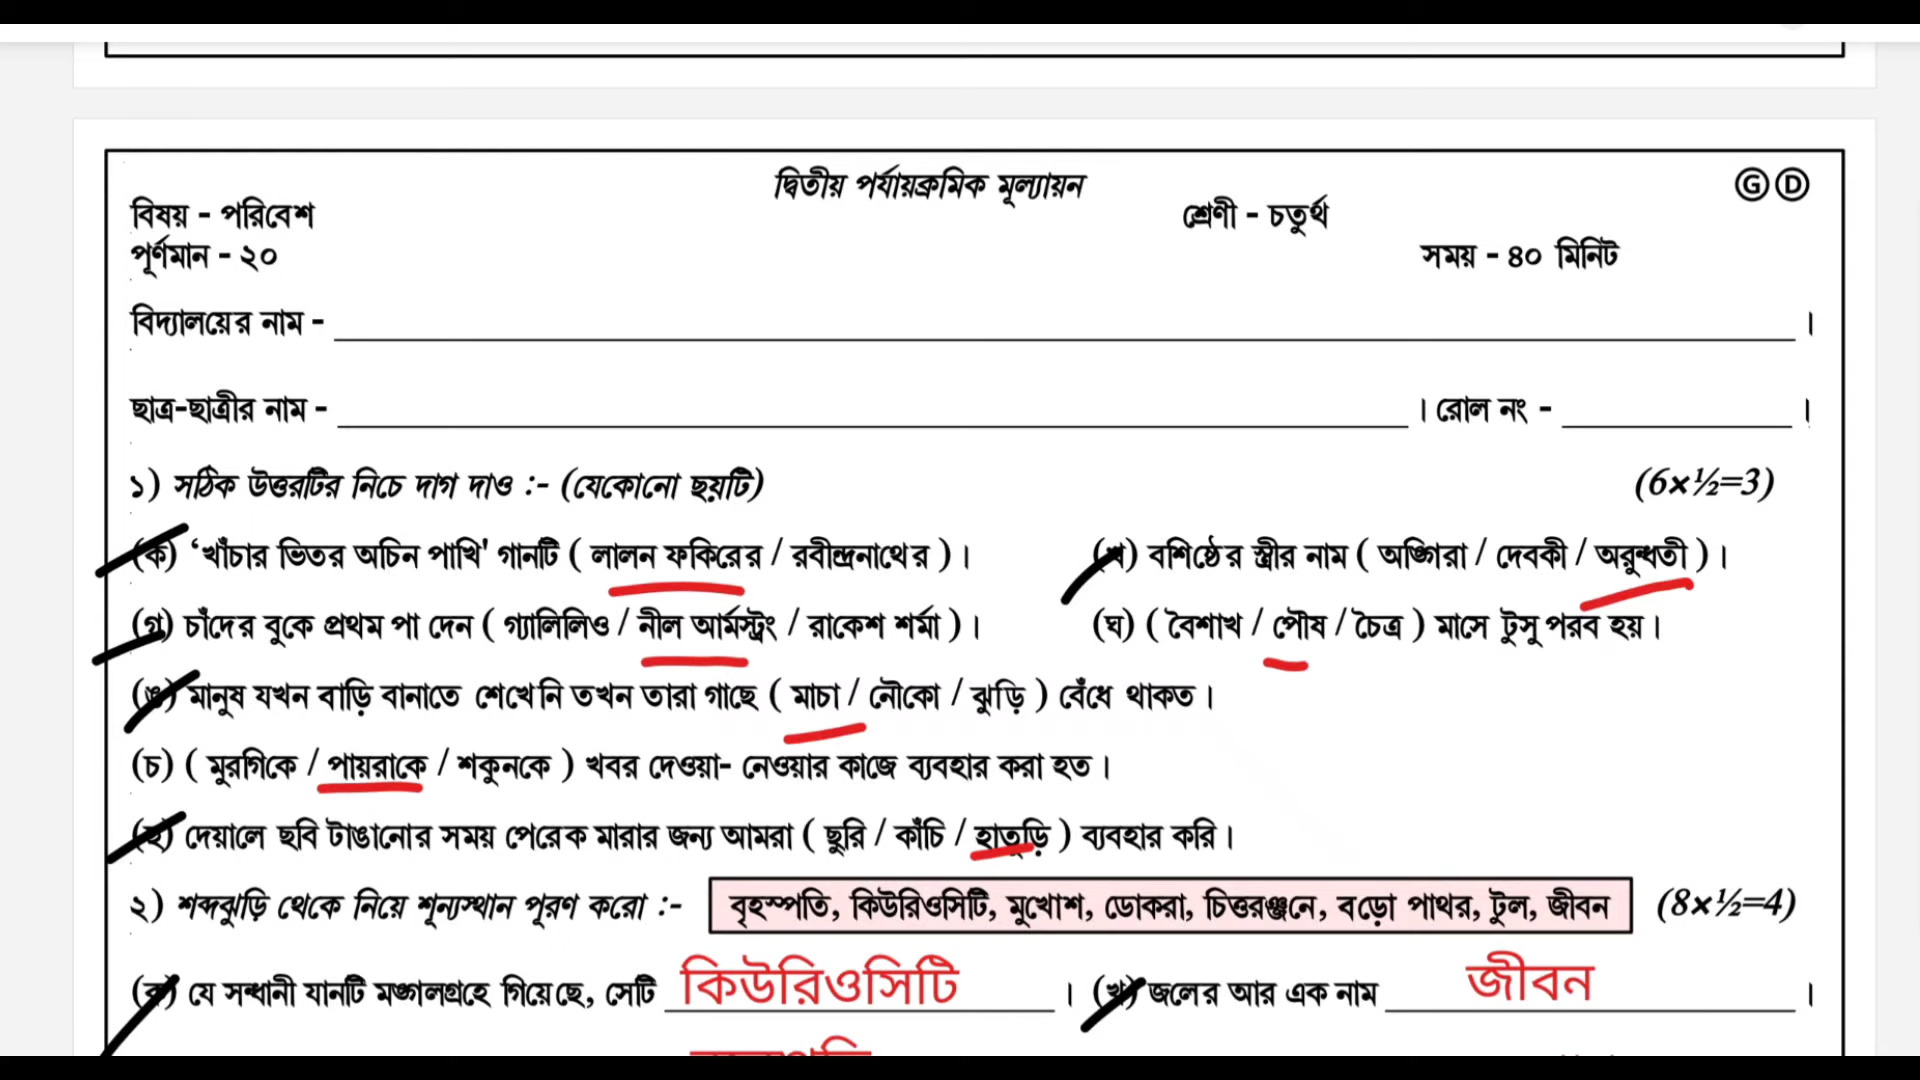 দ্বিতীয় পর্যায়ক্রমিক মূল্যায়ন
G D
বিষয় - পরিবেশ শ্রেণী - চতুর্থ
পূর্ণমান - ২০ সময় - ৪০ মিনিট
বিদ্যালয়ের নাম - ।
ছাত্র-ছাত্রীর নাম - । রোল নং - ।
১) সঠিক উত্তরটির নিচে দাগ দাও :- (যেকোনো ছয়টি) (6×½=3)
(ক) ‘খাঁচার ভিতর অচিন পাখি' গানটি ( লালন ফকিরের / রবীন্দ্রনাথের )। (খ) বশিষ্ঠের স্ত্রীর নাম ( অঙ্গিরা / দেবকী / অরুন্ধতী )।
(গ) চাঁদের বুকে প্রথম পা দেন ( গ্যালিলিও / নীল আর্মস্ট্রং / রাকেশ শর্মা )। (ঘ) ( বৈশাখ / পৌষ / চৈত্র ) মাসে টুসু পরব হয়।
(ঙ) মানুষ যখন বাড়ি বানাতে শেখেনি তখন তারা গাছে ( মাচা / নৌকো / ঝুড়ি ) বেঁধে থাকত।
(চ) ( মুরগিকে / পায়রাকে / শকুনকে ) খবর দেওয়া- নেওয়ার কাজে ব্যবহার করা হত।
(ছ) দেয়ালে ছবি টাঙানোর সময় পেরেক মারার জন্য আমরা ( ছুরি / কাঁচি / হাতুড়ি ) ব্যবহার করি।
২) শব্দঝুড়ি থেকে নিয়ে শূন্যস্থান পূরণ করো :- বৃহস্পতি, কিউরিওসিটি, মুখোশ, ডোকরা, চিত্তরঞ্জনে, বড়ো পাথর, টুল, জীবন (8×½=4)
(ক) যে সন্ধানী যানটি মঙ্গলগ্রহে গিয়েছে, সেটি কিউরিওসিটি । (খ) জলের আর এক নাম জীবন ।